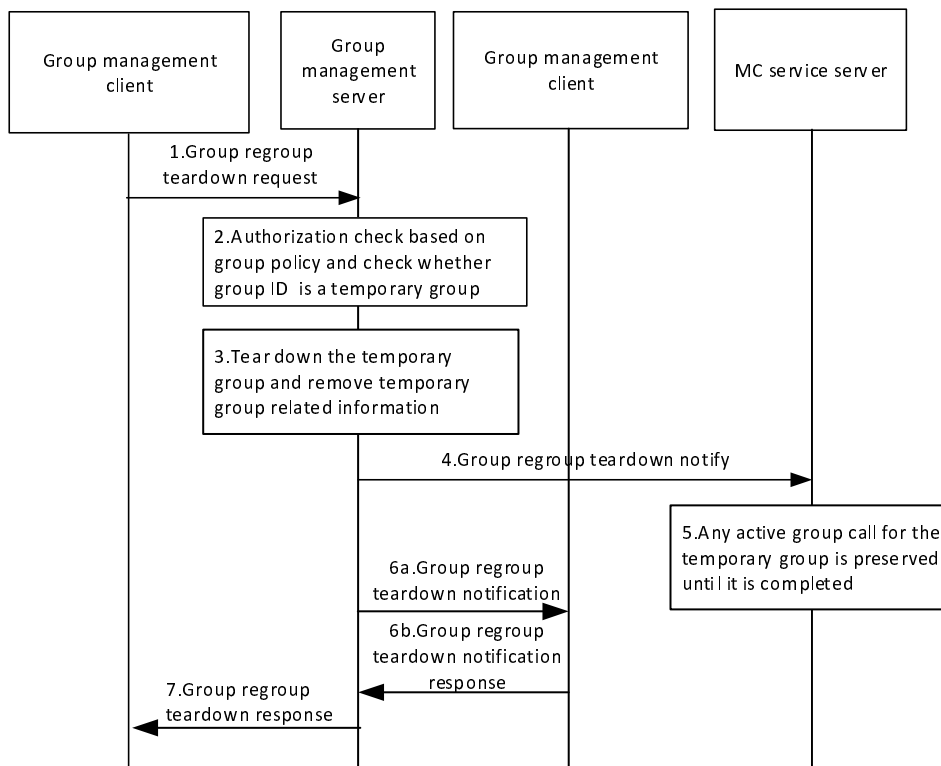 Group management
client
Group
management
server
Group management
client
MC service server
1.Group regroup
teardown request
2.Authorization check based on
group policy and check whether
group ID is a temporary group
3.Tear down the temporary
group and remove temporary
group related information
4.Group regroup teardown notify
5.Any active group call for the
temporary group is preserved
until it is completed
6a.Group regroup
teardown notification
6b.Group regroup
teardown notification
response
7.Group regroup
teardown response